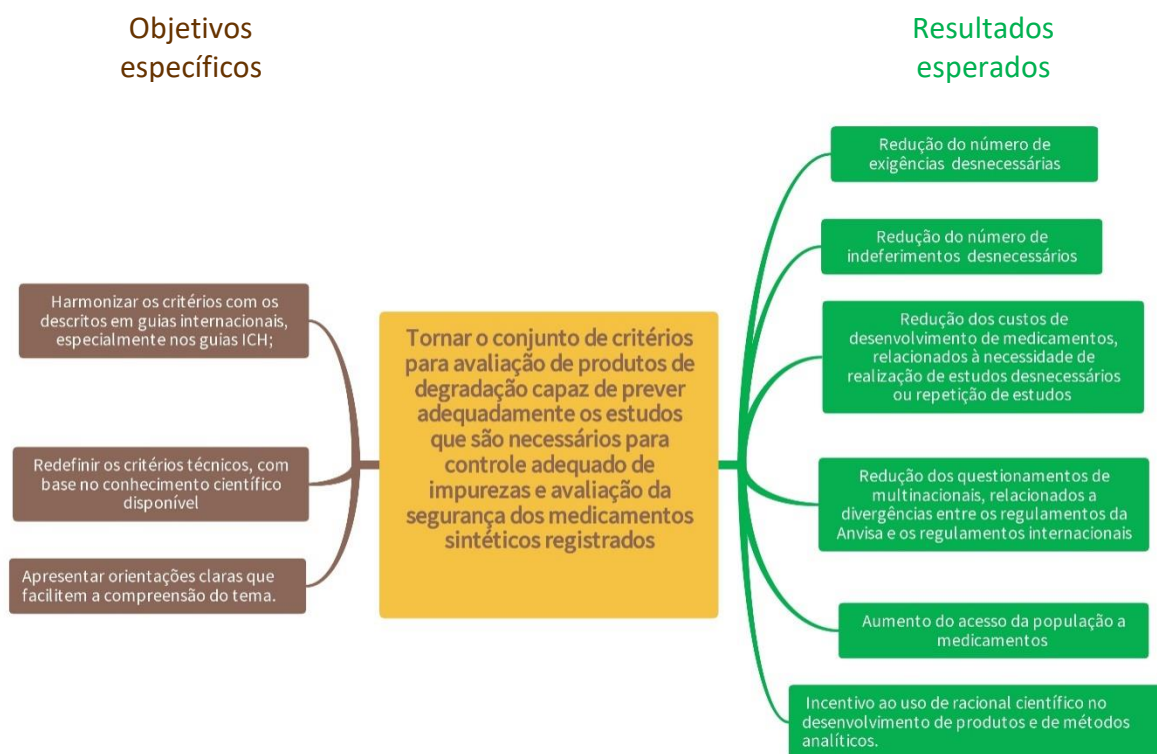 Objetivos
específicos
Resultados
esperados
Harmonizar os critérios com os
descritos em guias internacionais,
especialmente nos guias ICH;
Redefinir os critérios técnicos, com
base no conhecimento científico
disponível
Apresentar orientações claras que
facilitem a compreensão do tema.
Tornar o conjunto de critérios
para avaliação de produtos de
degradação capaz de prever
adequadamente os estudos
que são necessários para
controle adequado de
impurezas e avaliação da
segurança dos medicamentos
sintéticos registrados
Redução do número de
exigências desnecessárias
Redução do número de
indeferimentos desnecessários
Redução dos custos de
desenvolvimento de medicamentos,
relacionados à necessidade de
realização de estudos desnecessários
ou repetição de estudos
Redução dos questionamentos de
multinacionais, relacionados a
divergências entre os regulamentos da
Anvisa e os regulamentos internacionais
Aumento do acesso da população a
medicamentos
Incentivo ao uso de racional científico no
desenvolvimento de produtos e de métodos
analíticos.